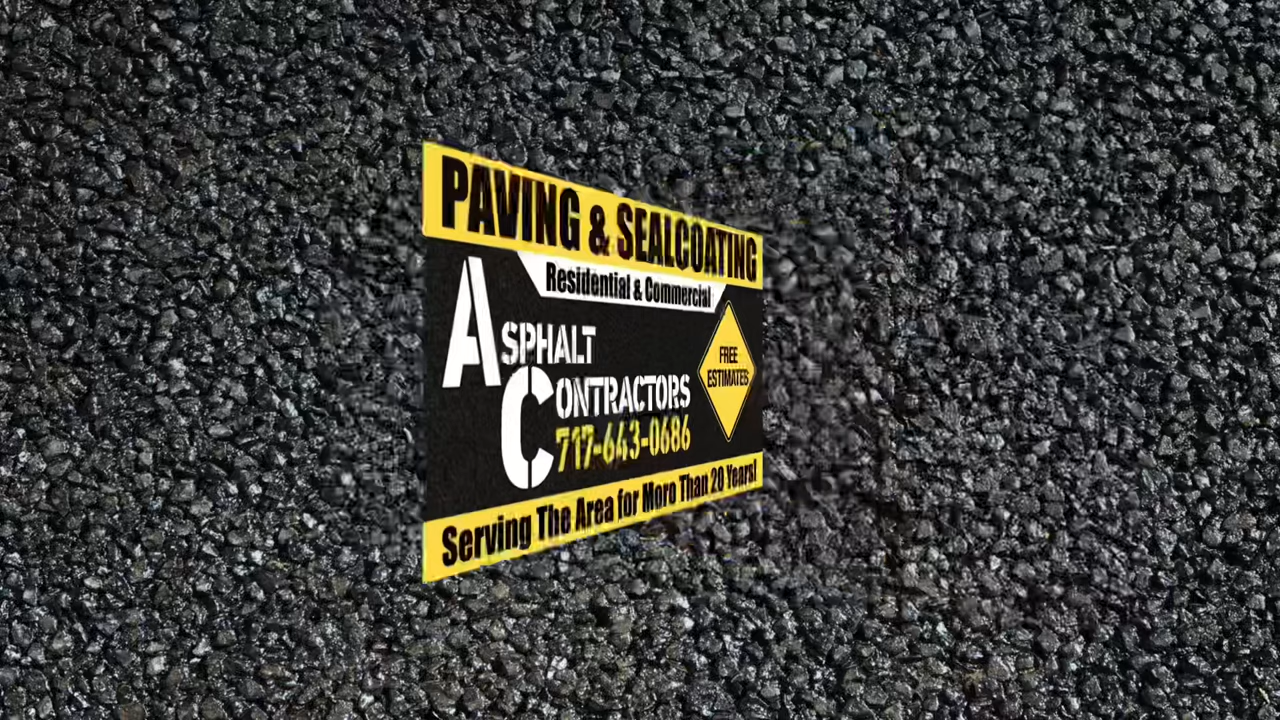 PAVING & SEALCOATING
Residential & Commercial
ASPHALT
CONTRACTORS
FREE
ESTIMATES
717-643-0686
Serving The Area for More Than 20 Years!